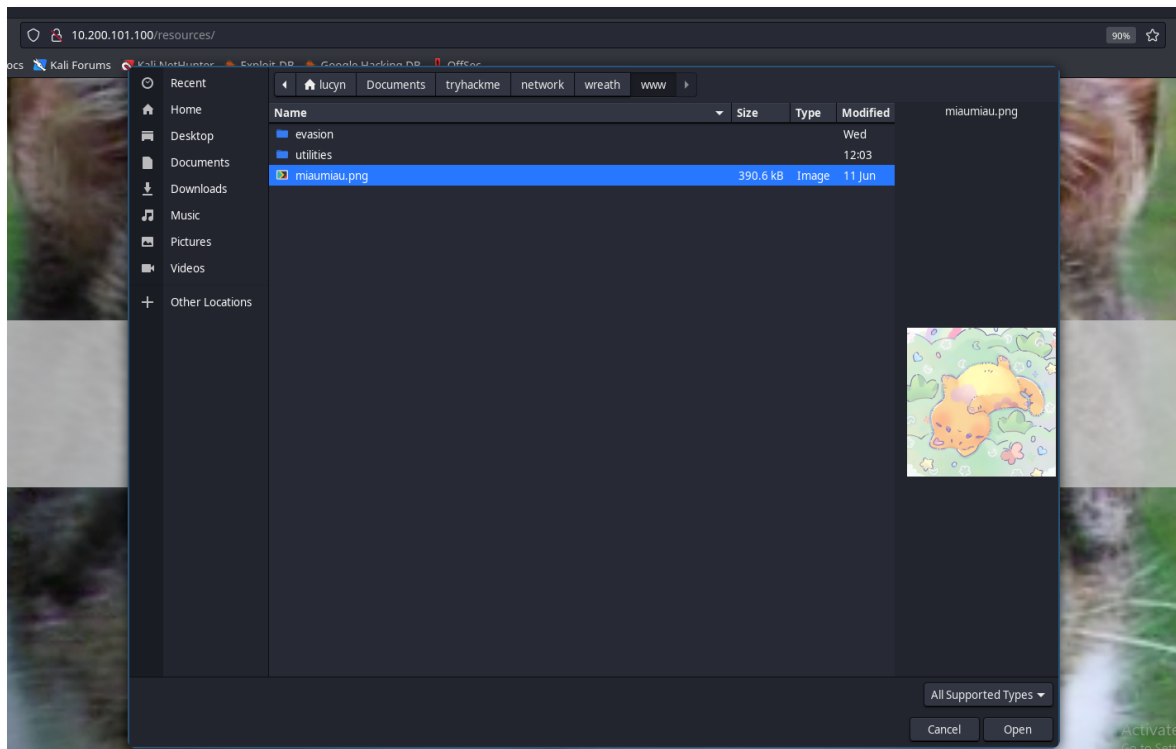 10.200.101.100/resources/
90%
ocs Kali Forums Kali NetHunter Exploit DB Google Hacking DB OffSec
Recent
Home
Desktop
Documents
Downloads
Music
Pictures
Videos
Other Locations
lucyn Documents tryhackme network wreath www
Name Size Type Modified
evasion Wed
utilities 12:03
miaumiau.png 390.6 kB Image 11 Jun
miaumiau.png
All Supported Types
Cancel Open
Activate